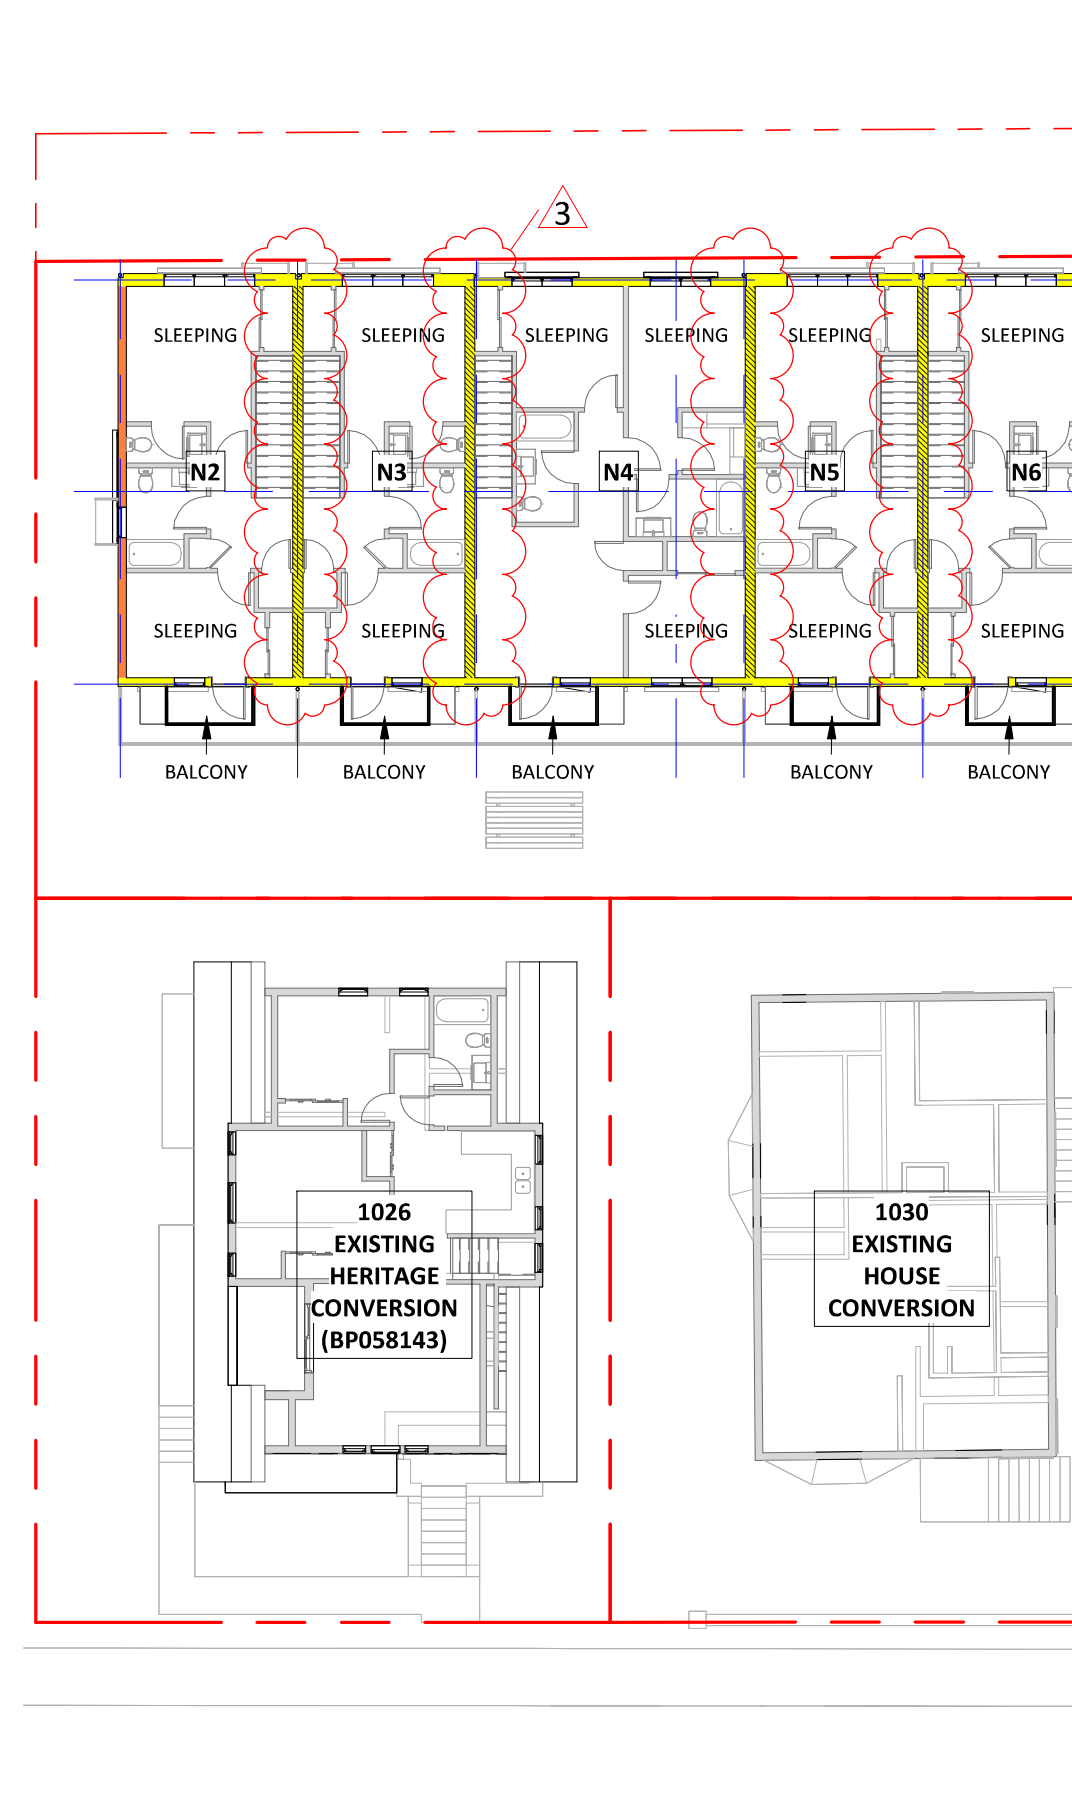 3
SLEEPING SLEEPING SLEEPING SLEEPING SLEEPING SLEEPING
N2 N3 N4 N5 N6
SLEEPING SLEEPING SLEEPING SLEEPING SLEEPING
BALCONY BALCONY BALCONY BALCONY BALCONY
1026
EXISTING
HERITAGE
CONVERSION
(BP058143)
1030
EXISTING
HOUSE
CONVERSION